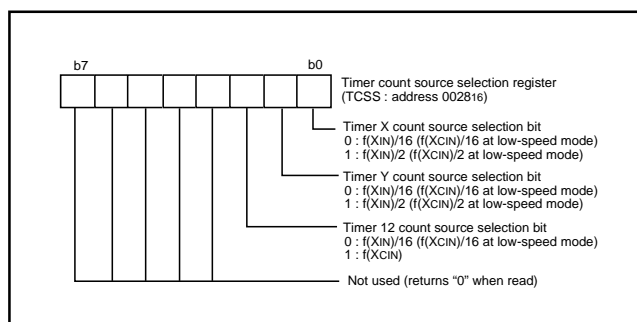 b7 b0
Timer count source selection register
(TCSS : address 002816)
Timer X count source selection bit
0 : f(XIN)/16 (f(XCIN)/16 at low-speed mode)
1 : f(XIN)/2 (f(XCIN)/2 at low-speed mode)
Timer Y count source selection bit
0 : f(XIN)/16 (f(XCIN)/16 at low-speed mode)
1 : f(XIN)/2 (f(XCIN)/2 at low-speed mode)
Timer 12 count source selection bit
0 : f(XIN)/16 (f(XCIN)/16 at low-speed mode)
1 : f(XCIN)
Not used (returns “0” when read)